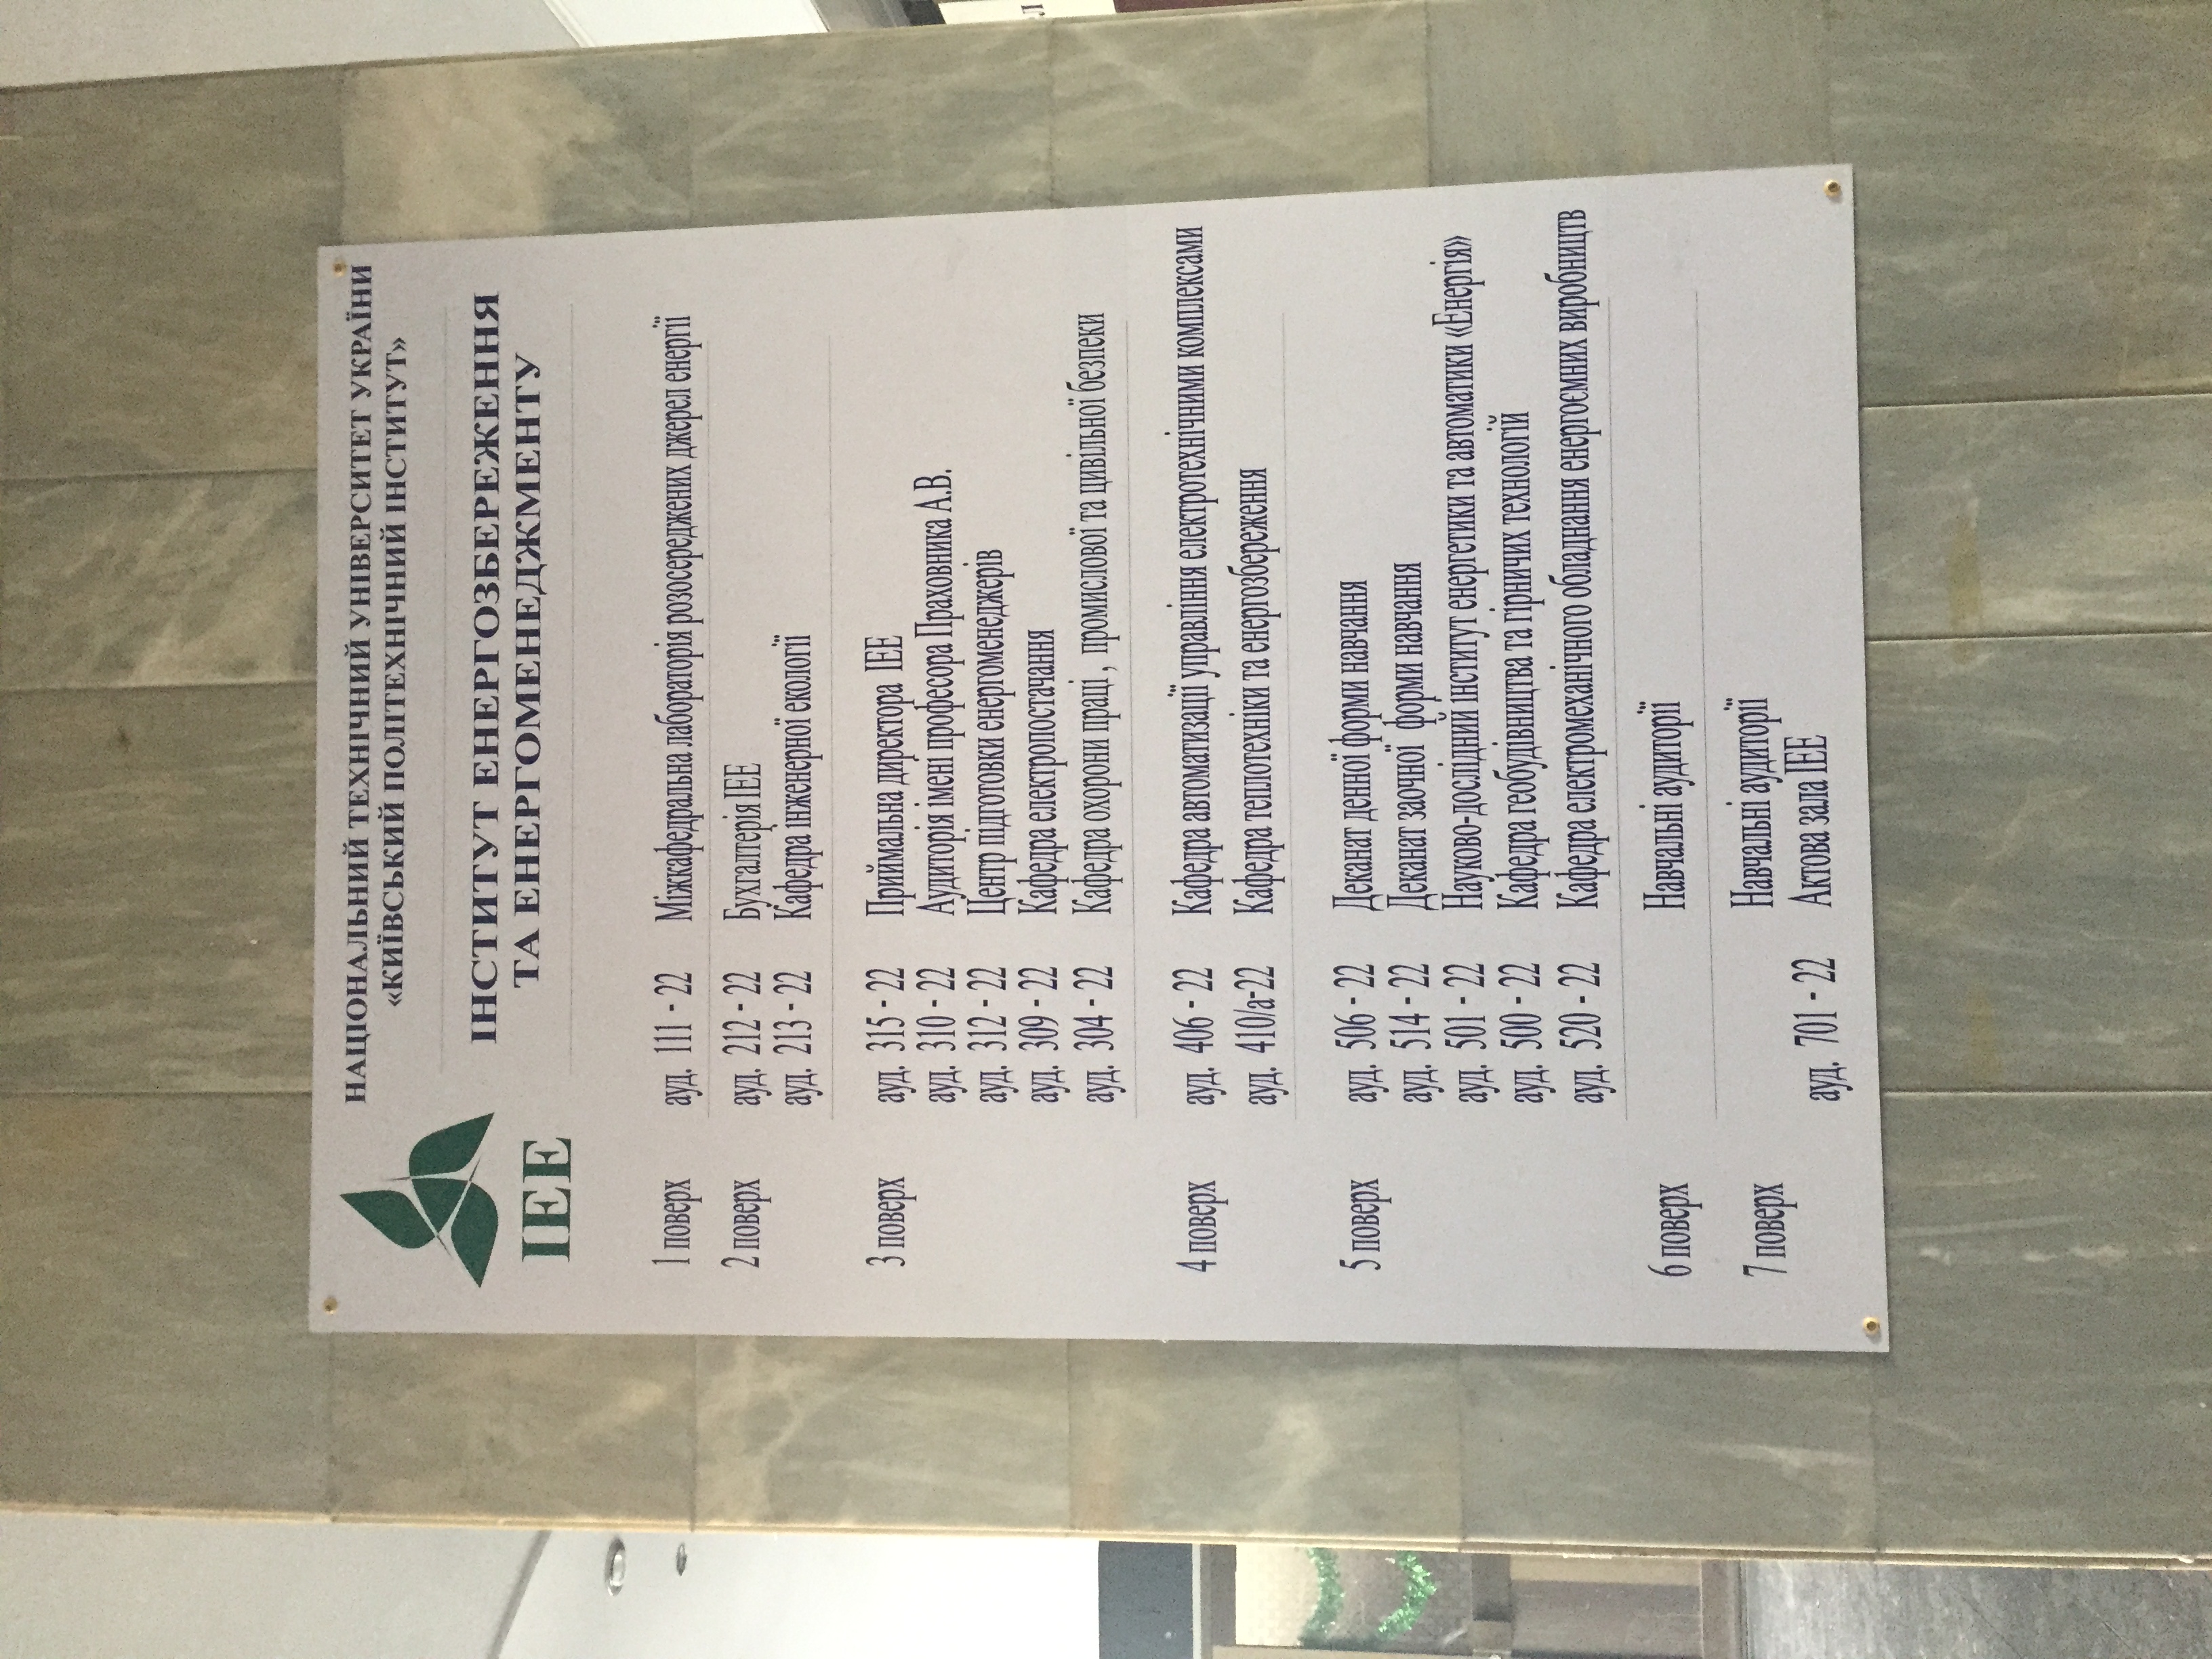 НАЦІОНАЛЬНИЙ ТЕХНІЧНИЙ УНІВЕРСИТЕТ УКРАЇНИ
«КИЇВСЬКИЙ ПОЛІТЕХНІЧНИЙ ІНСТИТУТ»
ІНСТИТУТ ЕНЕРГОЗБЕРЕЖЕННЯ
ТА ЕНЕРГОМЕНЕДЖМЕНТУ
ІЕЕ
1 поверх ауд. 111 - 22 Міжкафедральна лабораторія розосереджених джерел енергії
2 поверх ауд. 212 - 22 Бухгалтерія ІЕЕ
ауд. 213 - 22 Кафедра інженерної екології
3 поверх ауд. 315 - 22 Приймальна директора ІЕЕ
ауд. 310 - 22 Аудиторія імені професора Праховника А.В.
ауд. 312 - 22 Центр підготовки енергоменеджерів
ауд. 309 - 22 Кафедра електропостачання
ауд. 304 - 22 Кафедра охорони праці , промислової та цивільної безпеки
4 поверх ауд. 406 - 22 Кафедра автоматизації управління електротехнічними комплексами
ауд. 410/а-22 Кафедра теплотехніки та енергозбереження
5 поверх ауд. 506 - 22 Деканат денної форми навчання
ауд. 514 - 22 Деканат заочної форми навчання
ауд. 501 - 22 Науково-дослідний інститут енергетики та автоматики «Енергія»
ауд. 500 - 22 Кафедра геобудівництва та гірничих технологій
ауд. 520 - 22 Кафедра електромеханічного обладнання енергоємних виробництв
6 поверх Навчальні аудиторії
7 поверх Навчальні аудиторії
ауд. 701 - 22 Актова зала ІЕЕ